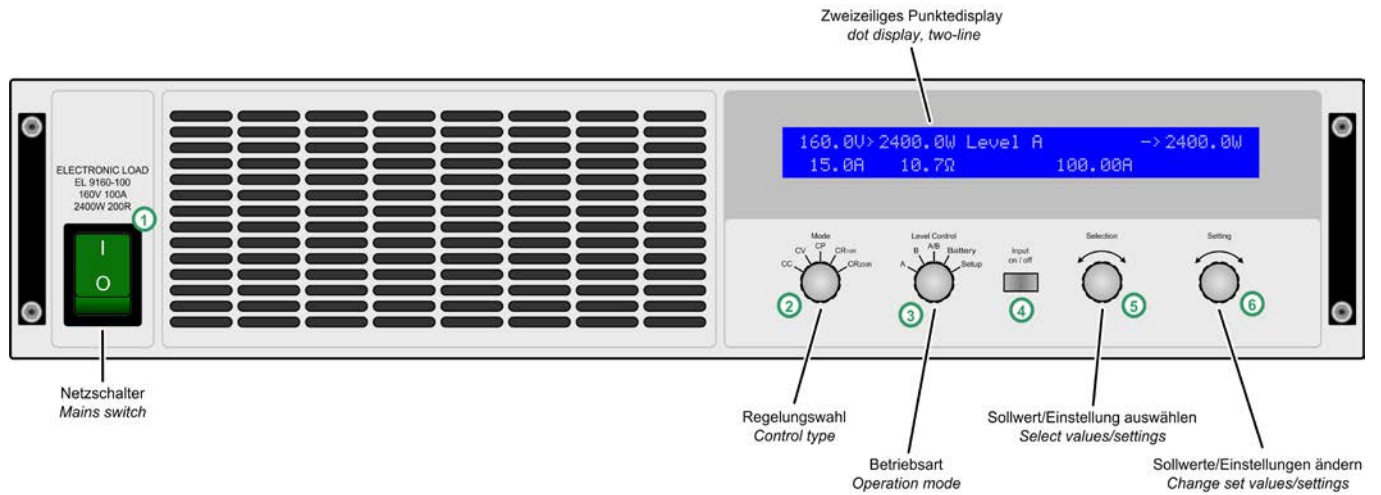 Zweizeiliges Punktedisplay
dot display, two-line
160.0V>2400.0W Level A ->2400.0W
15.0A 10.7Ω 100.00A
ELECTRONIC LOAD
EL 9160-100
160V 100A
2400W 200R
1
I
O
Mode
CC CV CP CR10R CR200R
2
Level Control
A B A/B Battery Setup
3
Input
on / off
4
Selection
5
Setting
6
Netzschalter
Mains switch
Regelungswahl
Control type
Betriebsart
Operation mode
Sollwert/Einstellung auswählen
Select values/settings
Sollwerte/Einstellungen ändern
Change set values/settings